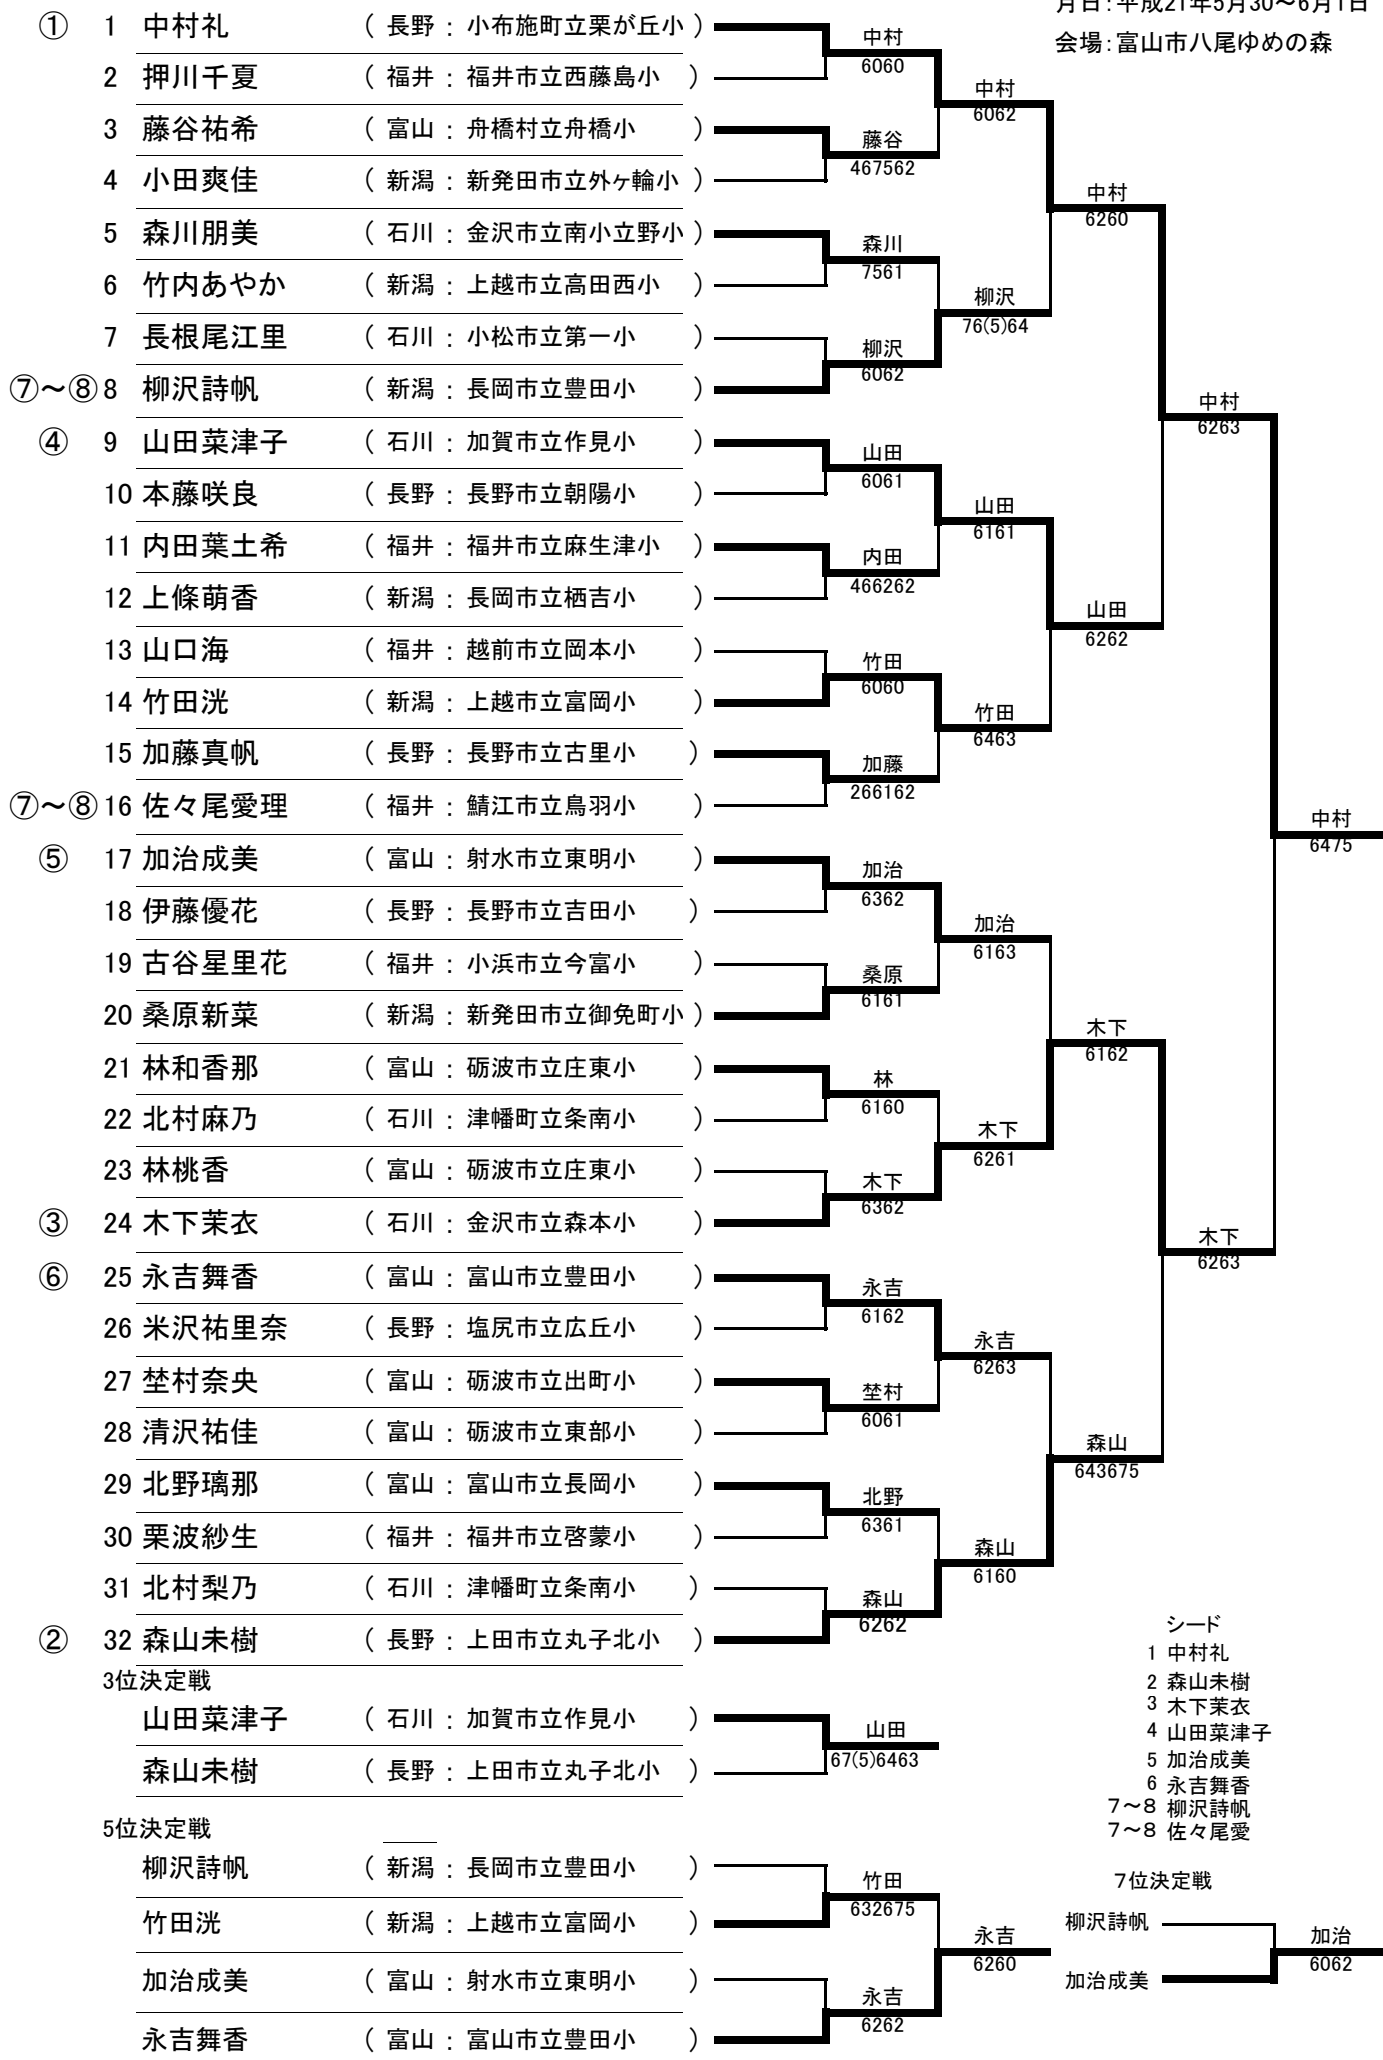 月日：平成21年5月30～6月1日
会場：富山市八尾ゆめの森
① 1 中村礼 （ 長野 ： 小布施町立栗が丘小 ）
2 押川千夏 （ 福井 ： 福井市立西藤島小 ）
3 藤谷祐希 （ 富山 ： 舟橋村立舟橋小 ）
4 小田爽佳 （ 新潟 ： 新発田市立外ヶ輪小 ）
5 森川朋美 （ 石川 ： 金沢市立南小立野小 ）
6 竹内あやか （ 新潟 ： 上越市立高田西小 ）
7 長根尾江里 （ 石川 ： 小松市立第一小 ）
⑦～⑧ 8 柳沢詩帆 （ 新潟 ： 長岡市立豊田小 ）
④ 9 山田菜津子 （ 石川 ： 加賀市立作見小 ）
10 本藤咲良 （ 長野 ： 長野市立朝陽小 ）
11 内田葉土希 （ 福井 ： 福井市立麻生津小 ）
12 上條萌香 （ 新潟 ： 長岡市立栖吉小 ）
13 山口海 （ 福井 ： 越前市立岡本小 ）
14 竹田洸 （ 新潟 ： 上越市立富岡小 ）
15 加藤真帆 （ 長野 ： 長野市立古里小 ）
⑦～⑧ 16 佐々尾愛理 （ 福井 ： 鯖江市立鳥羽小 ）
⑤ 17 加治成美 （ 富山 ： 射水市立東明小 ）
18 伊藤優花 （ 長野 ： 長野市立吉田小 ）
19 古谷星里花 （ 福井 ： 小浜市立今富小 ）
20 桑原新菜 （ 新潟 ： 新発田市立御免町小 ）
21 林和香那 （ 富山 ： 砺波市立庄東小 ）
22 北村麻乃 （ 石川 ： 津幡町立条南小 ）
23 林桃香 （ 富山 ： 砺波市立庄東小 ）
③ 24 木下茉衣 （ 石川 ： 金沢市立森本小 ）
⑥ 25 永吉舞香 （ 富山 ： 富山市立豊田小 ）
26 米沢祐里奈 （ 長野 ： 塩尻市立広丘小 ）
27 埜村奈央 （ 富山 ： 砺波市立出町小 ）
28 清沢祐佳 （ 富山 ： 砺波市立東部小 ）
29 北野璃那 （ 富山 ： 富山市立長岡小 ）
30 栗波紗生 （ 福井 ： 福井市立啓蒙小 ）
31 北村梨乃 （ 石川 ： 津幡町立条南小 ）
② 32 森山未樹 （ 長野 ： 上田市立丸子北小 ）
中村
6060
藤谷
467562
森川
7561
柳沢
6062
山田
6061
内田
466262
竹田
6060
加藤
266162
加治
6362
桑原
6161
林
6160
木下
6362
永吉
6162
埜村
6061
北野
6361
森山
6262
中村
6062
柳沢
76(5)64
山田
6161
竹田
6463
加治
6163
木下
6261
永吉
6263
森山
6160
中村
6260
山田
6262
木下
6162
森山
643675
中村
6263
木下
6263
中村
6475
3位決定戦
山田菜津子 （ 石川 ： 加賀市立作見小 ）
森山未樹 （ 長野 ： 上田市立丸子北小 ）
山田
67(5)6463
シード
1 中村礼
2 森山未樹
3 木下茉衣
4 山田菜津子
5 加治成美
6 永吉舞香
7～8 柳沢詩帆
7～8 佐々尾愛
5位決定戦
柳沢詩帆 （ 新潟 ： 長岡市立豊田小 ）
竹田洸 （ 新潟 ： 上越市立富岡小 ）
加治成美 （ 富山 ： 射水市立東明小 ）
永吉舞香 （ 富山 ： 富山市立豊田小 ）
竹田
632675
永吉
6262
永吉
6260
7位決定戦
柳沢詩帆
加治成美
加治
6062